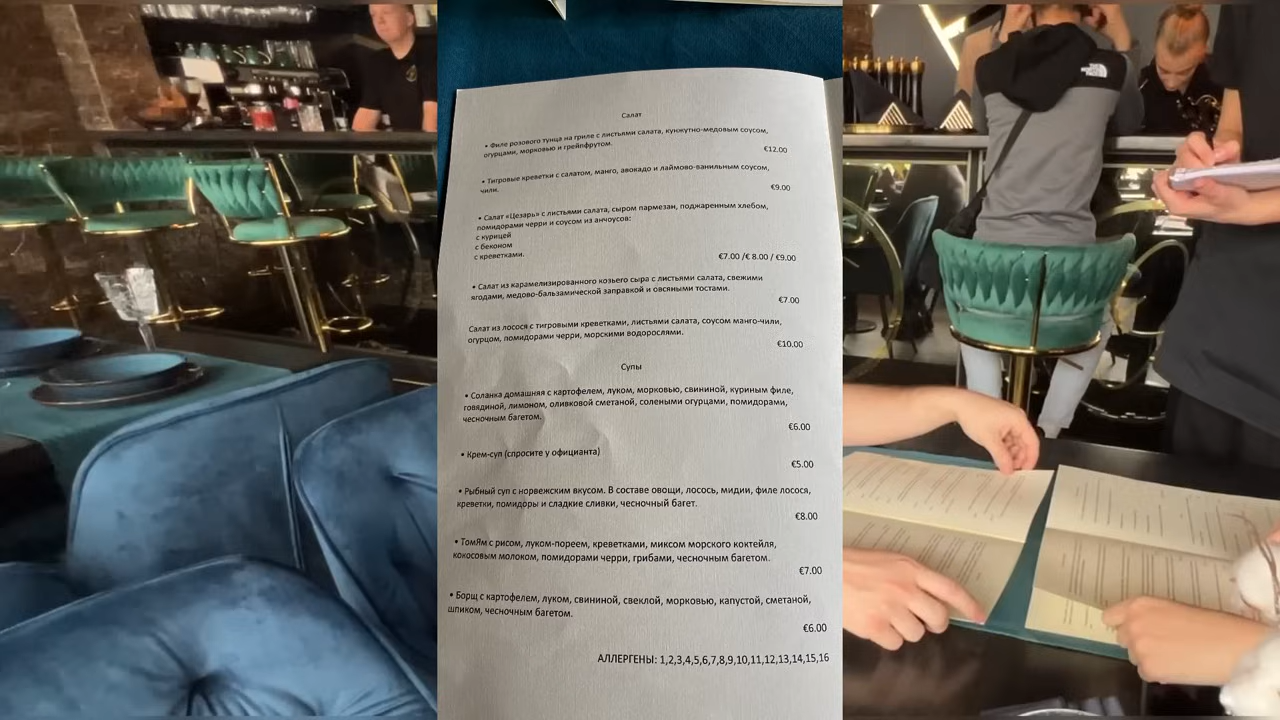 Салат
• Филе розового тунца на гриле с листьями салата, кунжутно-медовым соусом,
огурцами, морковью и грейпфрутом.
€12.00
• Тигровые креветки с салатом, манго, авокадо и лаймово-ванильным соусом,
чили.
€9.00
• Салат «Цезарь» с листьями салата, сыром пармезан, поджаренным хлебом,
помидорами черри и соусом из анчоусов:
с курицей
с беконом
с креветками.
€7.00 /€ 8.00 / €9.00
• Салат из карамелизированного козьего сыра с листьями салата, свежими
ягодами, медово-бальзамической заправкой и овсяными тостами.
€7.00
Салат из лосося с тигровыми креветками, листьями салата, соусом манго-чили,
огурцом, помидорами черри, морскими водорослями.
€10.00
Супы
• Соланка домашняя с картофелем, луком, морковью, свининой, куриным филе,
говядиной, лимоном, оливковой сметаной, солеными огурцами, помидорами,
чесночным багетом.
€6.00
• Крем-суп (спросите у официанта)
€5.00
• Рыбный суп с норвежским вкусом. В составе овощи, лосось, мидии, филе лосося,
креветки, помидоры и сладкие сливки, чесночный багет.
€8.00
• ТомЯм с рисом, луком-пореем, креветками, миксом морского коктейля,
кокосовым молоком, помидорами черри, грибами, чесночным багетом.
€7.00
• Борщ с картофелем, луком, свининой, свеклой, морковью, капустой, сметаной,
шпиком, чесночным багетом.
€6.00
АЛЛЕРГЕНЫ: 1,2,3,4,5,6,7,8,9,10,11,12,13,14,15,16
THE NORTH FACE